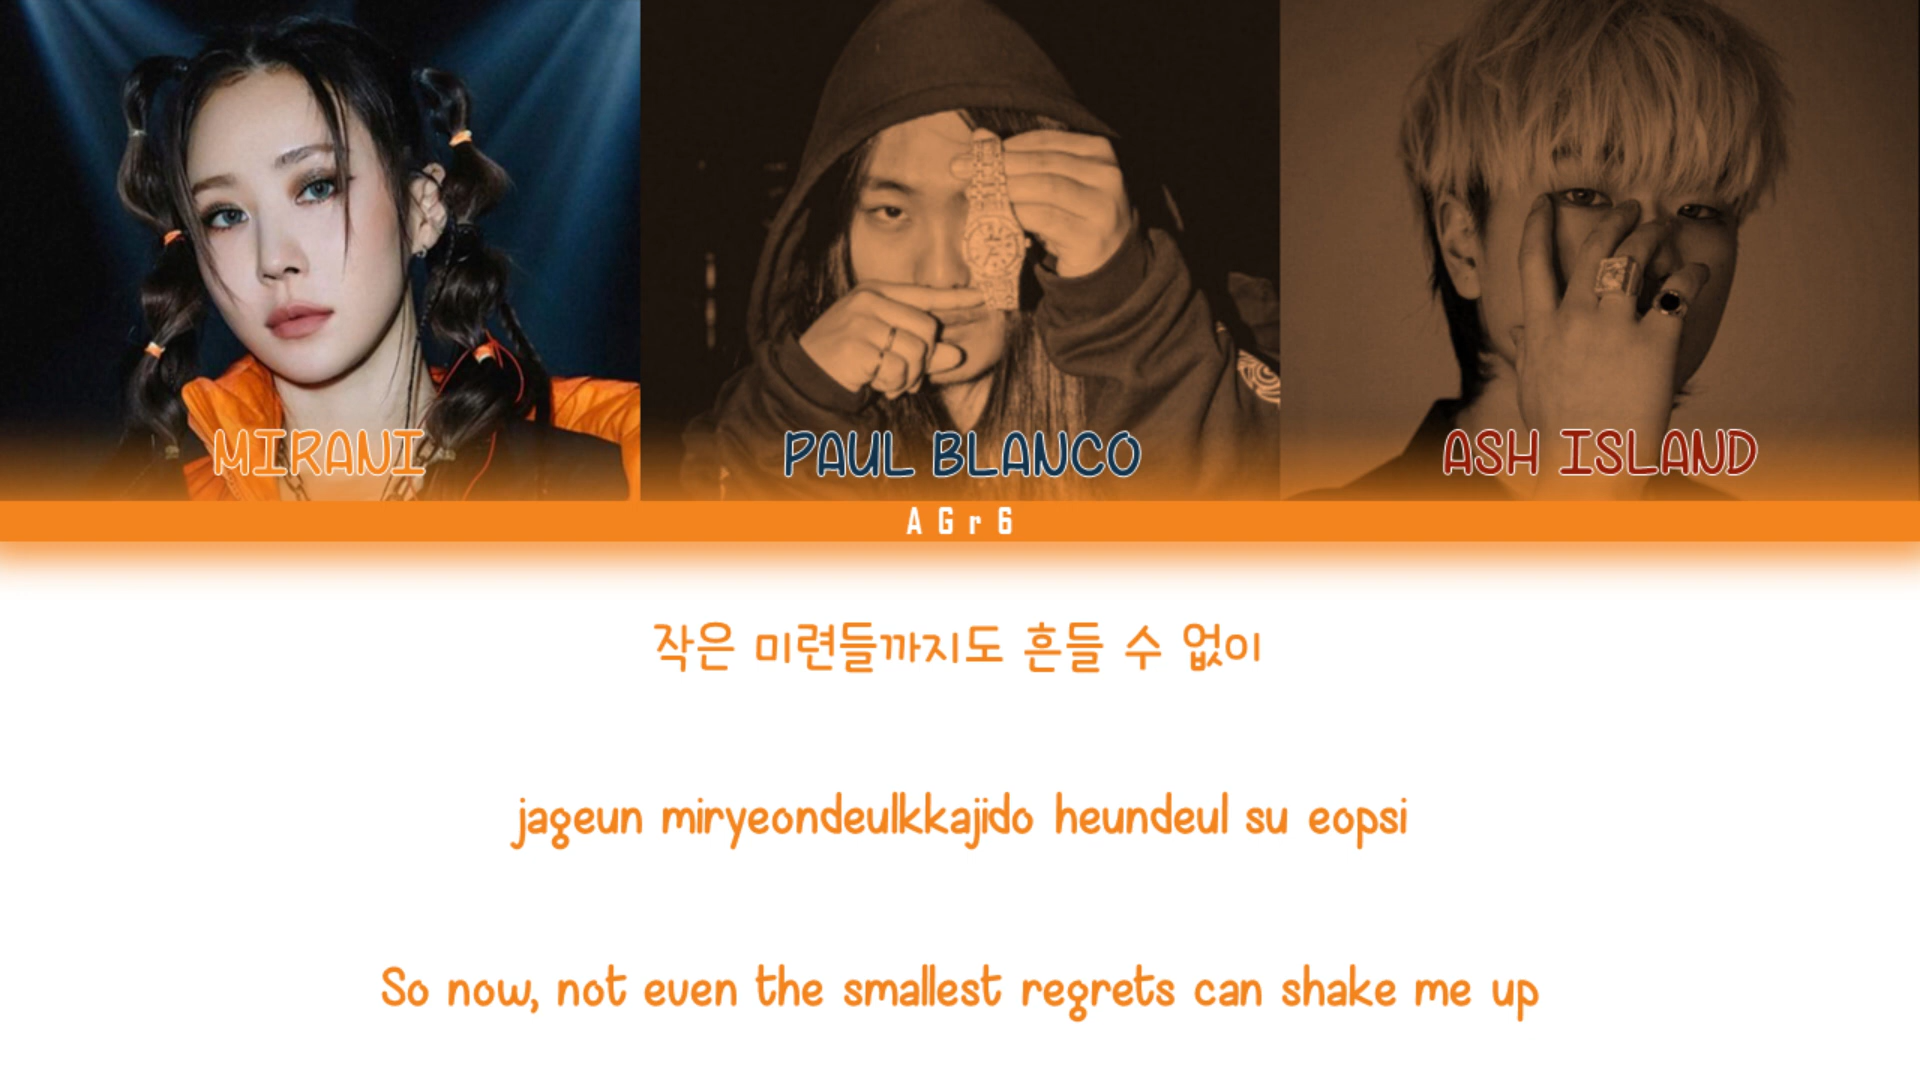 MIRANI
PAUL BLANCO
ASH ISLAND
AGr6
작은 미련들까지도 흔들 수 없이
jageun miryeondeulkkajido heundeul su eopsi
So now, not even the smallest regrets can shake me up